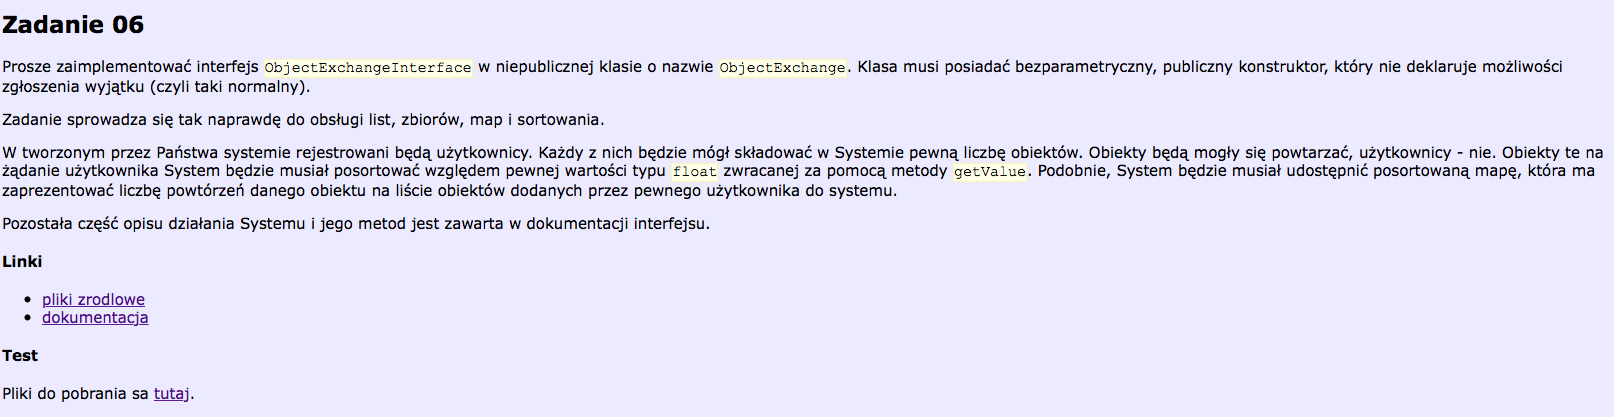 Zadanie 06
Prosze zaimplementować interfejs ObjectExchangeInterface w niepublicznej klasie o nazwie ObjectExchange. Klasa musi posiadać bezparametryczny, publiczny konstruktor, który nie deklaruje możliwości
zgłoszenia wyjątku (czyli taki normalny).
Zadanie sprowadza się tak naprawdę do obsługi list, zbiorów, map i sortowania.
W tworzonym przez Państwa systemie rejestrowani będą użytkownicy. Każdy z nich będzie mógł składować w Systemie pewną liczbę obiektów. Obiekty będą mogły się powtarzać, użytkownicy - nie. Obiekty te na
żądanie użytkownika System będzie musiał posortować względem pewnej wartości typu float zwracanej za pomocą metody getValue. Podobnie, System będzie musiał udostępnić posortowaną mapę, która ma
zaprezentować liczbę powtórzeń danego obiektu na liście obiektów dodanych przez pewnego użytkownika do systemu.
Pozostała część opisu działania Systemu i jego metod jest zawarta w dokumentacji interfejsu.
Linki
• pliki zrodlowe
• dokumentacja
Test
Pliki do pobrania sa tutaj.